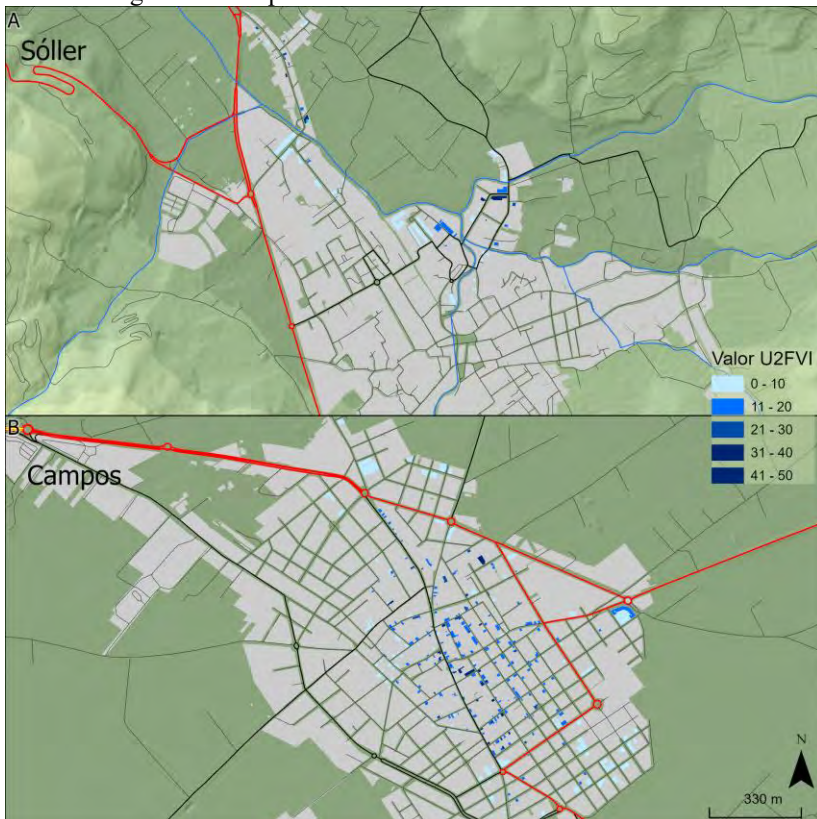 A
Sóller
Valor U2FVI
0 - 10
11 - 20
21 - 30
31 - 40
41 - 50
B
Campos
N
330 m